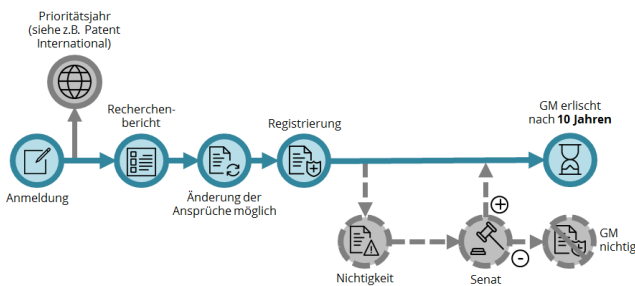 Prioritätsjahr
(siehe z.B. Patent
International)
Recherchen-
bericht
Registrierung
GM erlischt
nach 10 Jahren
Anmeldung
Änderung der
Ansprüche möglich
+
-
GM
nichtig
Nichtigkeit
Senat